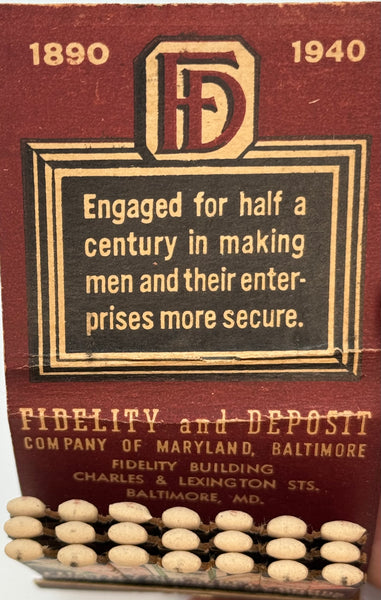 1890 1940
FD
Engaged for half a
century in making
men and their enter-
prises more secure.
FIDELITY and DEPOSIT
COMPANY OF MARYLAND, BALTIMORE
FIDELITY BUILDING
CHARLES & LEXINGTON STS.
BALTIMORE, MD.